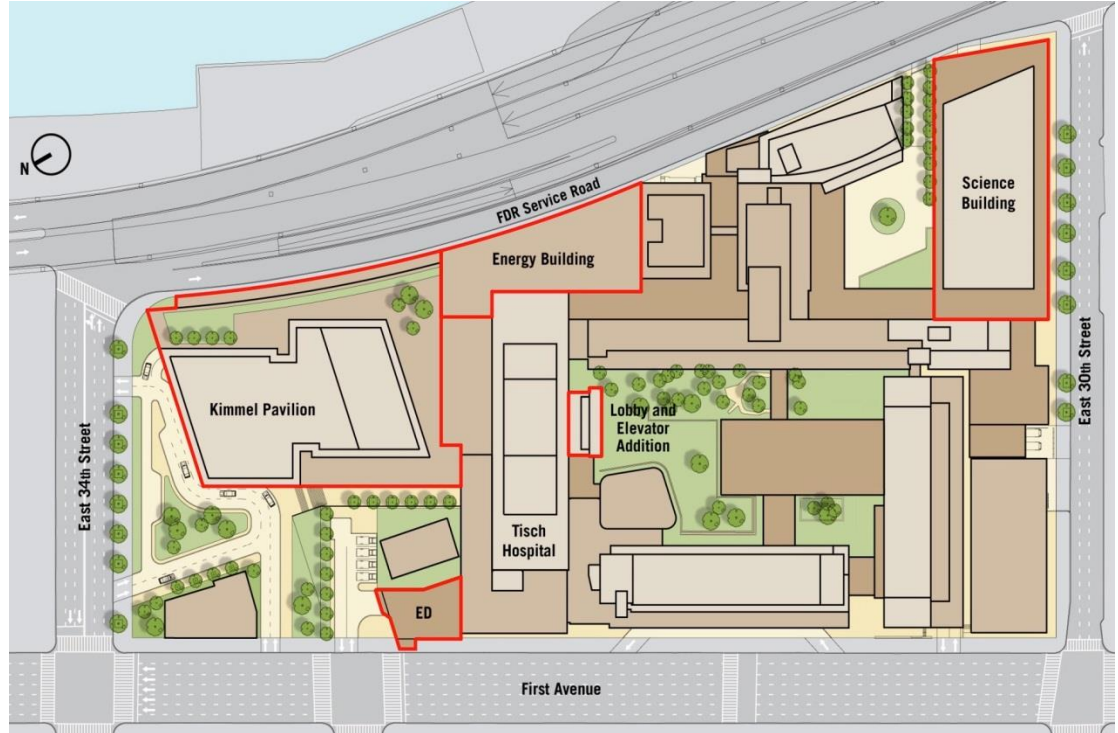 N
FDR Service Road
Science
Building
Energy Building
Kimmel Pavilion
Lobby and
Elevator
Addition
East 34th Street
East 30th Street
Tisch
Hospital
ED
First Avenue